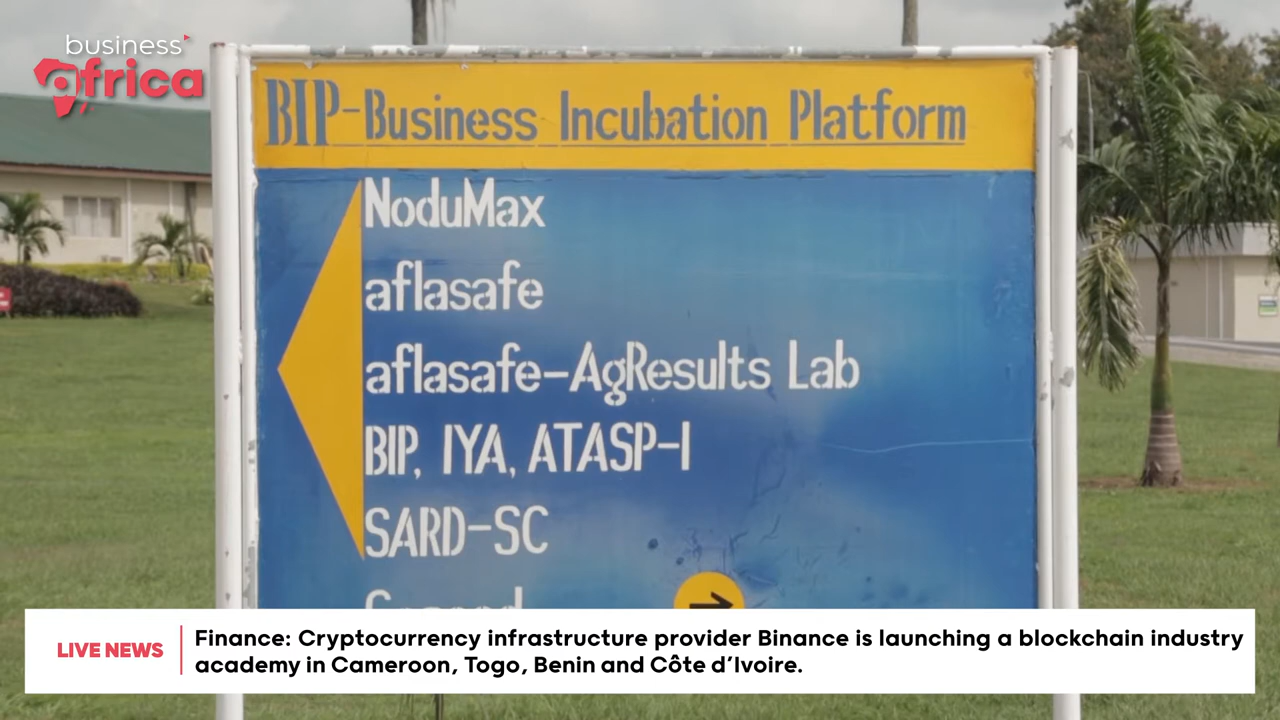 business
africa
BIP-Business Incubation Platform
NoduMax
aflasafe
aflasafe-AgResults Lab
BIP, IYA, ATASP-I
SARD-SC
LIVE NEWS
Finance: Cryptocurrency infrastructure provider Binance is launching a blockchain industry
academy in Cameroon, Togo, Benin and Côte d'Ivoire.